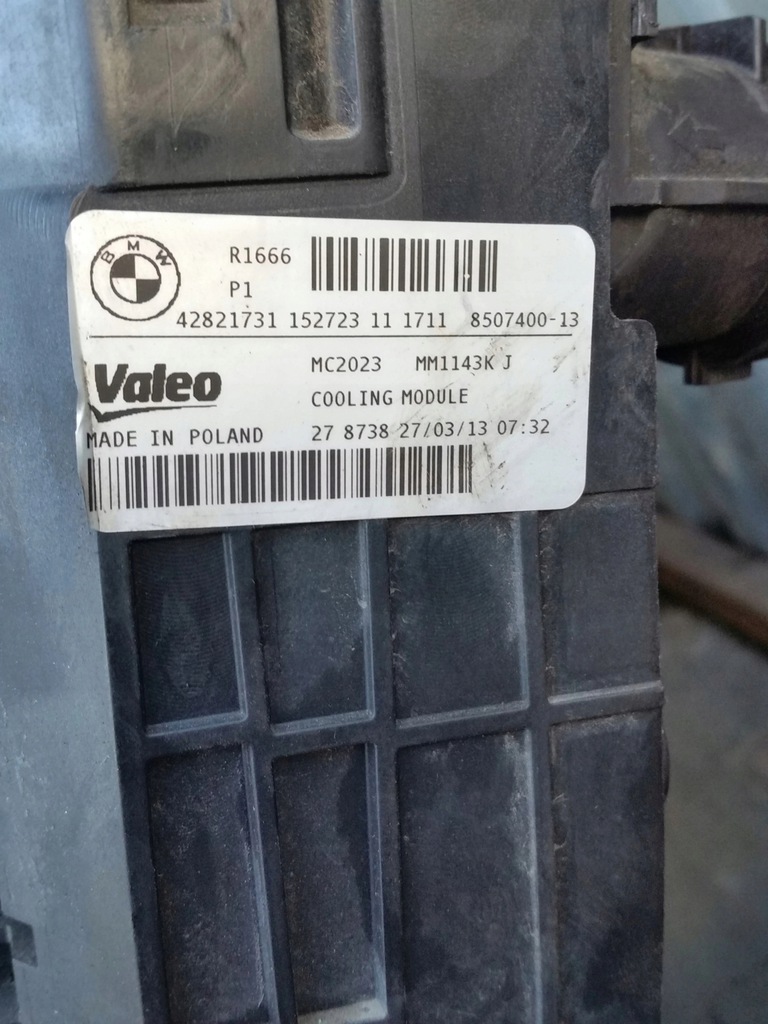 BMW
R1666
P1
42821731 152723 11 1711 8507400-13
Valeo
MC2023 MM1143K J
COOLING MODULE
MADE IN POLAND 27 8738 27/03/13 07:32